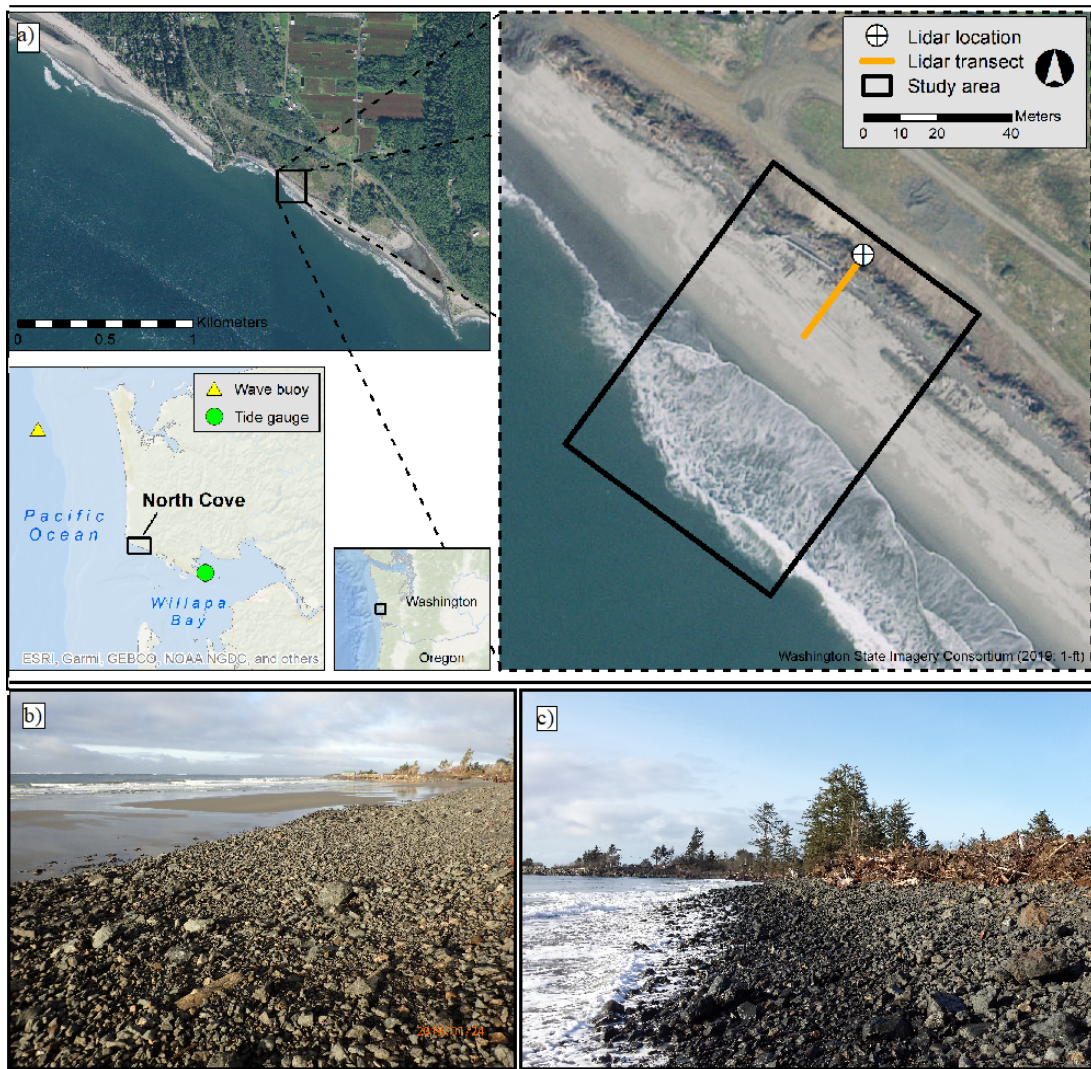 a)
Kilometers
0 0.5 1
Lidar location
Lidar transect
Study area
Meters
0 10 20 40
Washington State Imagery Consortium (2019; 1-ft)
Wave buoy
Tide gauge
North Cove
Pacific
Ocean
Willapa
Bay
ESRI, Garmi, GEBCO, NOAA NGDC, and others
Washington
Oregon
b)
c)